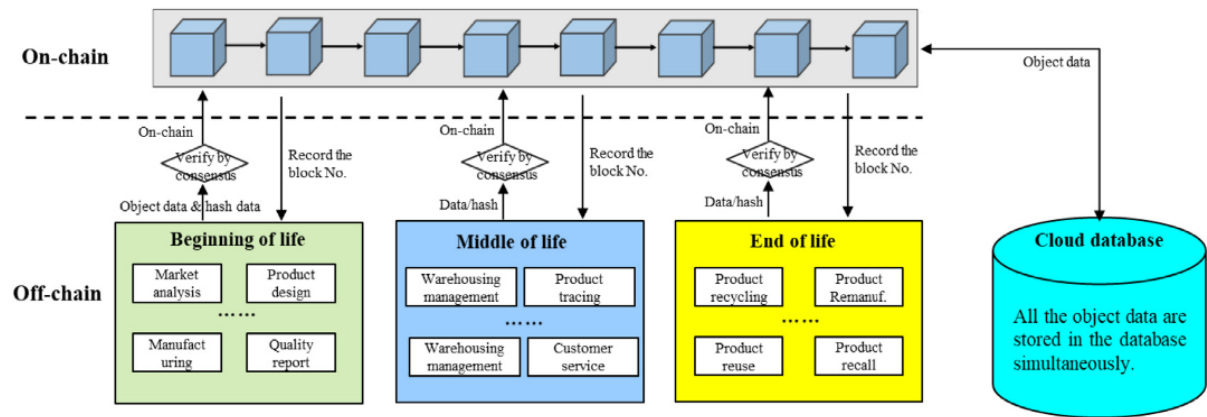 On-chain
Object data
On-chain
Verify by
consensus
Record the
block No.
Object data & hash data
On-chain
Verify by
consensus
Record the
block No.
Data/hash
On-chain
Verify by
consensus
Record the
block No.
Data/hash
Off-chain
Beginning of life
Market
analysis
Product
design
……
Manufact
uring
Quality
report
Middle of life
Warehousing
management
Product
tracing
……
Warehousing
management
Customer
service
End of life
Product
recycling
Product
Remanuf.
……
Product
reuse
Product
recall
Cloud database
All the object data are
stored in the database
simultaneously.